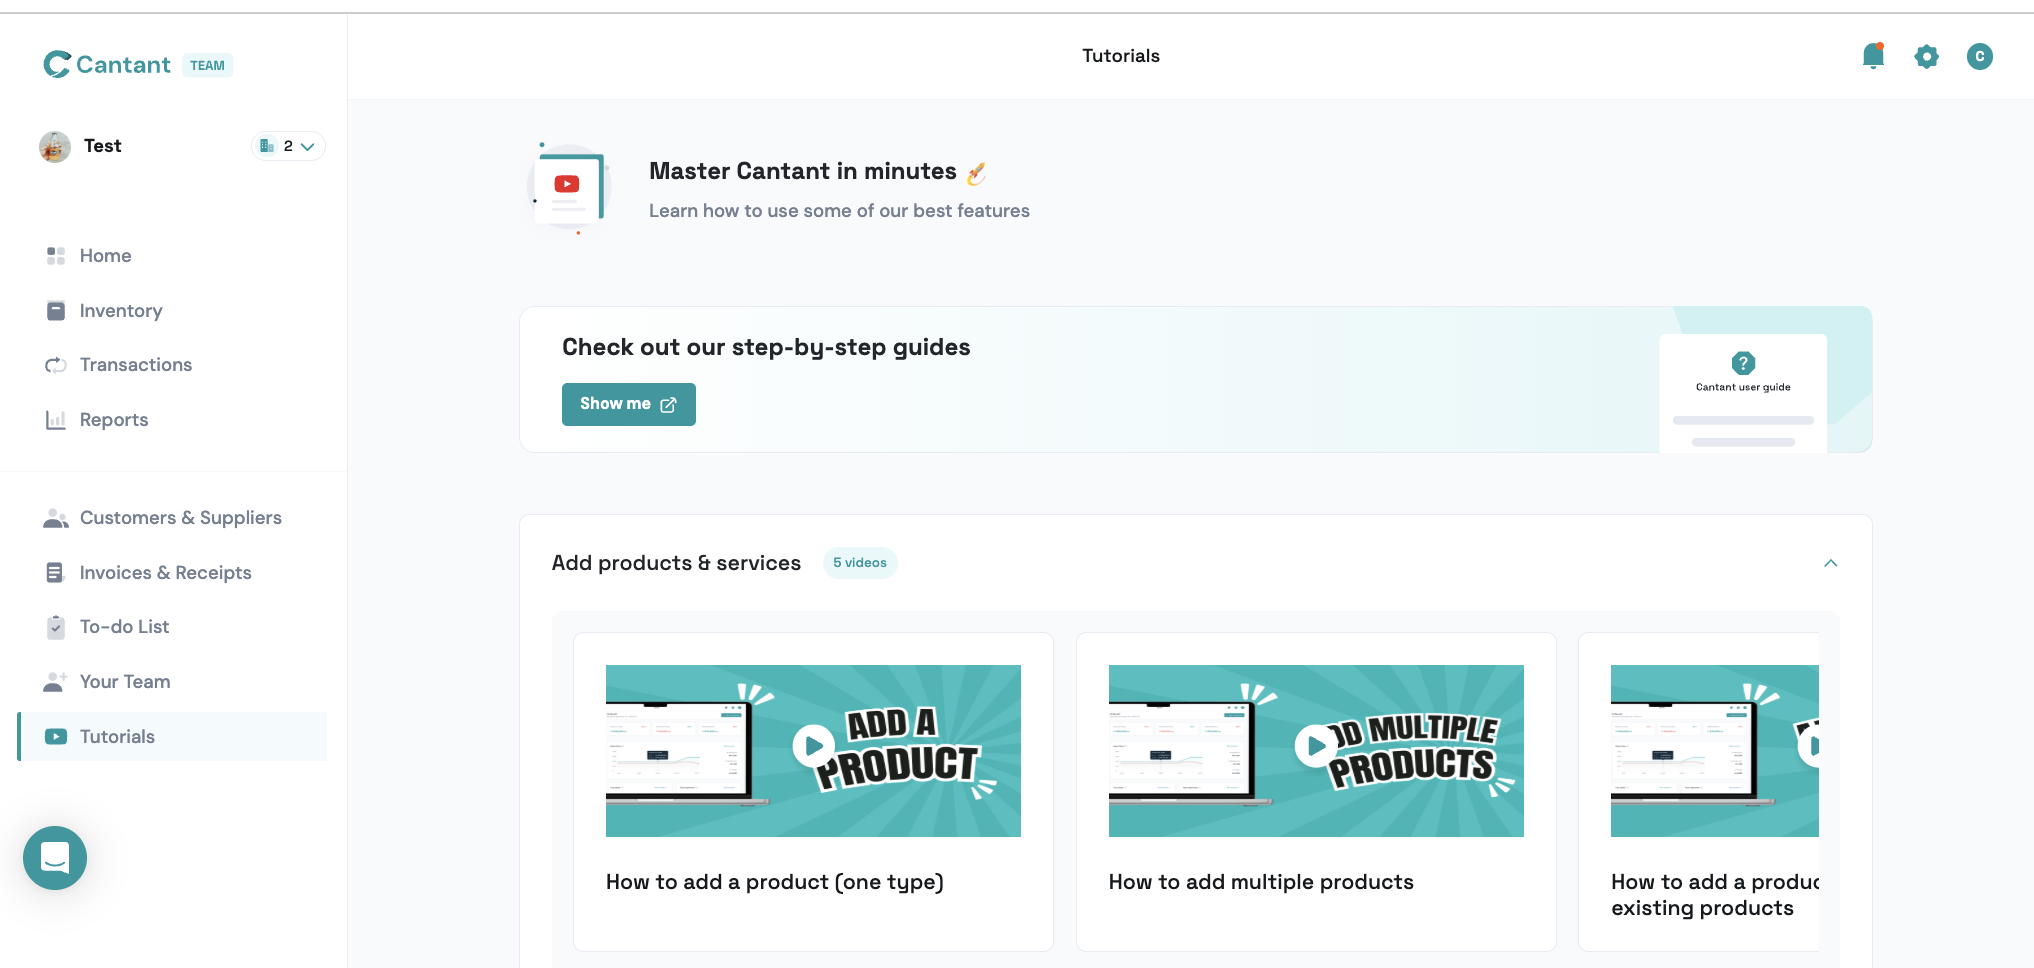 Cantant TEAM
Tutorials
C
Test
2
Home
Inventory
Transactions
Reports
Customers & Suppliers
Invoices & Receipts
To-do List
Your Team
Tutorials
Master Cantant in minutes
Learn how to use some of our best features
Check out our step-by-step guides
Show me
?
Cantant user guide
Add products & services
5 videos
ADD A
PRODUCT
MULTIPLE
PRODUCTS
How to add a product (one type)
How to add multiple products
How to add a produc
existing products